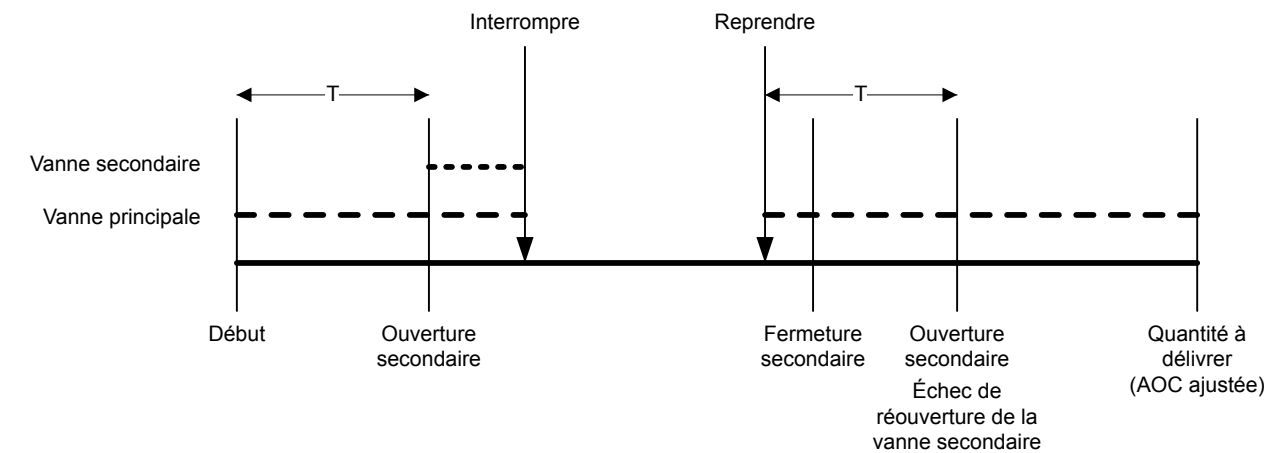 Interrompre
Reprendre
T
T
Vanne secondaire
Vanne principale
Début
Ouverture
secondaire
Fermeture
secondaire
Ouverture
secondaire
Échec de
réouverture de la
vanne secondaire
Quantité à
délivrer
(AOC ajustée)